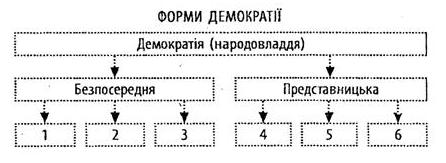 ФОРМИ ДЕМОКРАТІЇ
Демократія (народовладдя)
Безпосередня Представницька
1 2 3 4 5 6